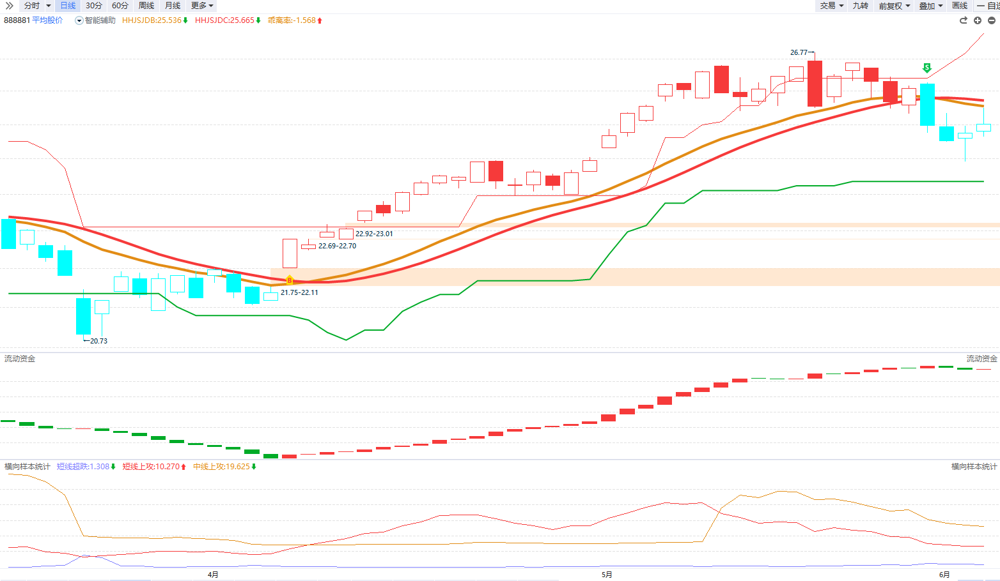 分时 日线 30分 60分 周线 月线 更多 交易 九转 前复权 叠加 画线 自
888881 平均股价 智能辅助 HHJSJDB:25.536 HHJSJDC:25.665 乖离率:-1.568
26.77
S
22.92-23.01
22.69-22.70
B
21.75-22.11
20.73
流动资金 流动资金
横向样本统计 短线超跌:1.308 短线上攻:10.270 中线上攻:19.625 横向样本统计
4月 5月 6月